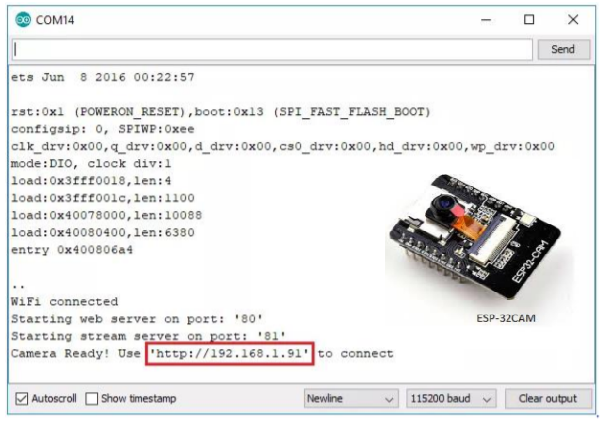 COM14
Send
ets Jun  8 2016 00:22:57
rst:0x1 (POWERON_RESET),boot:0x13 (SPI_FAST_FLASH_BOOT)
configsip: 0, SPIWP:0xee
clk_drv:0x00,q_drv:0x00,d_drv:0x00,cs0_drv:0x00,hd_drv:0x00,wp_drv:0x00
mode:DIO, clock div:1
load:0x3fff0018,len:4
load:0x3fff001c,len:1100
load:0x40078000,len:10088
load:0x40080400,len:6380
entry 0x400806a4
ESP32-CAM
..
WiFi connected
Starting web server on port: '80'
ESP-32CAM
Starting stream server on port: '81'
Camera Ready! Use 'http://192.168.1.91' to connect
Autoscroll Show timestamp Newline 115200 baud Clear output